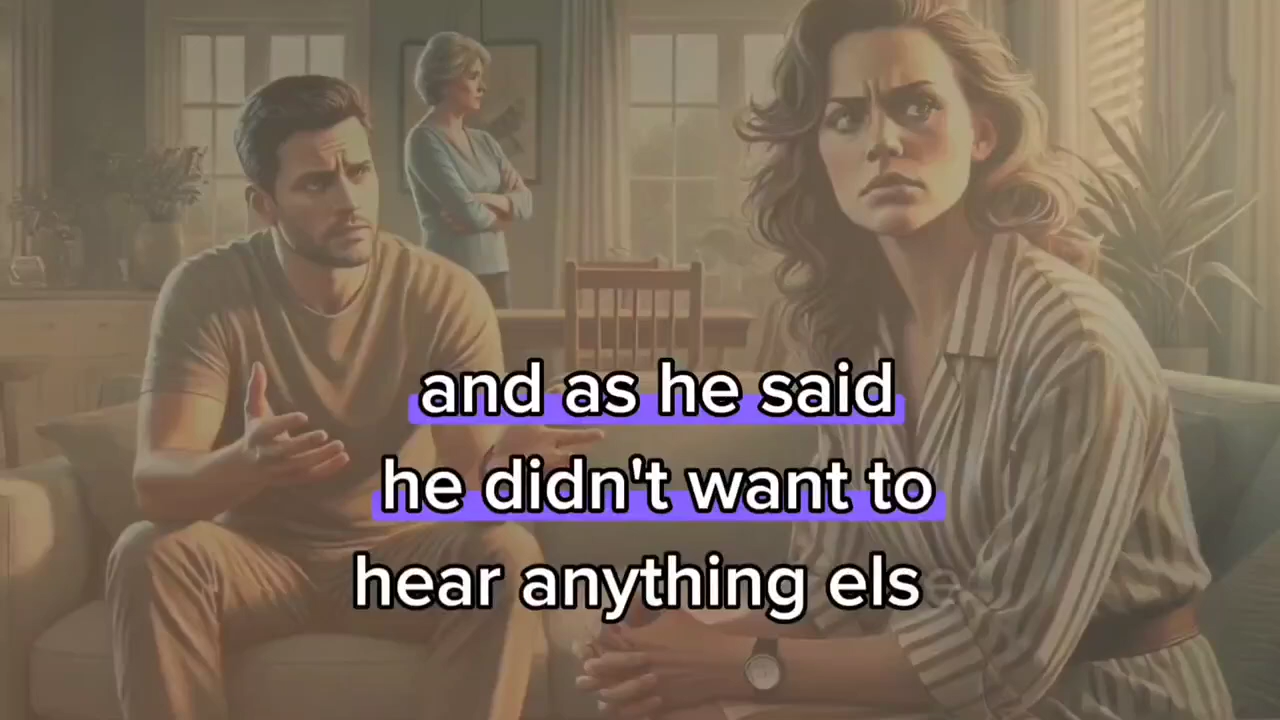 and as he said
he didn't want to
hear anything else